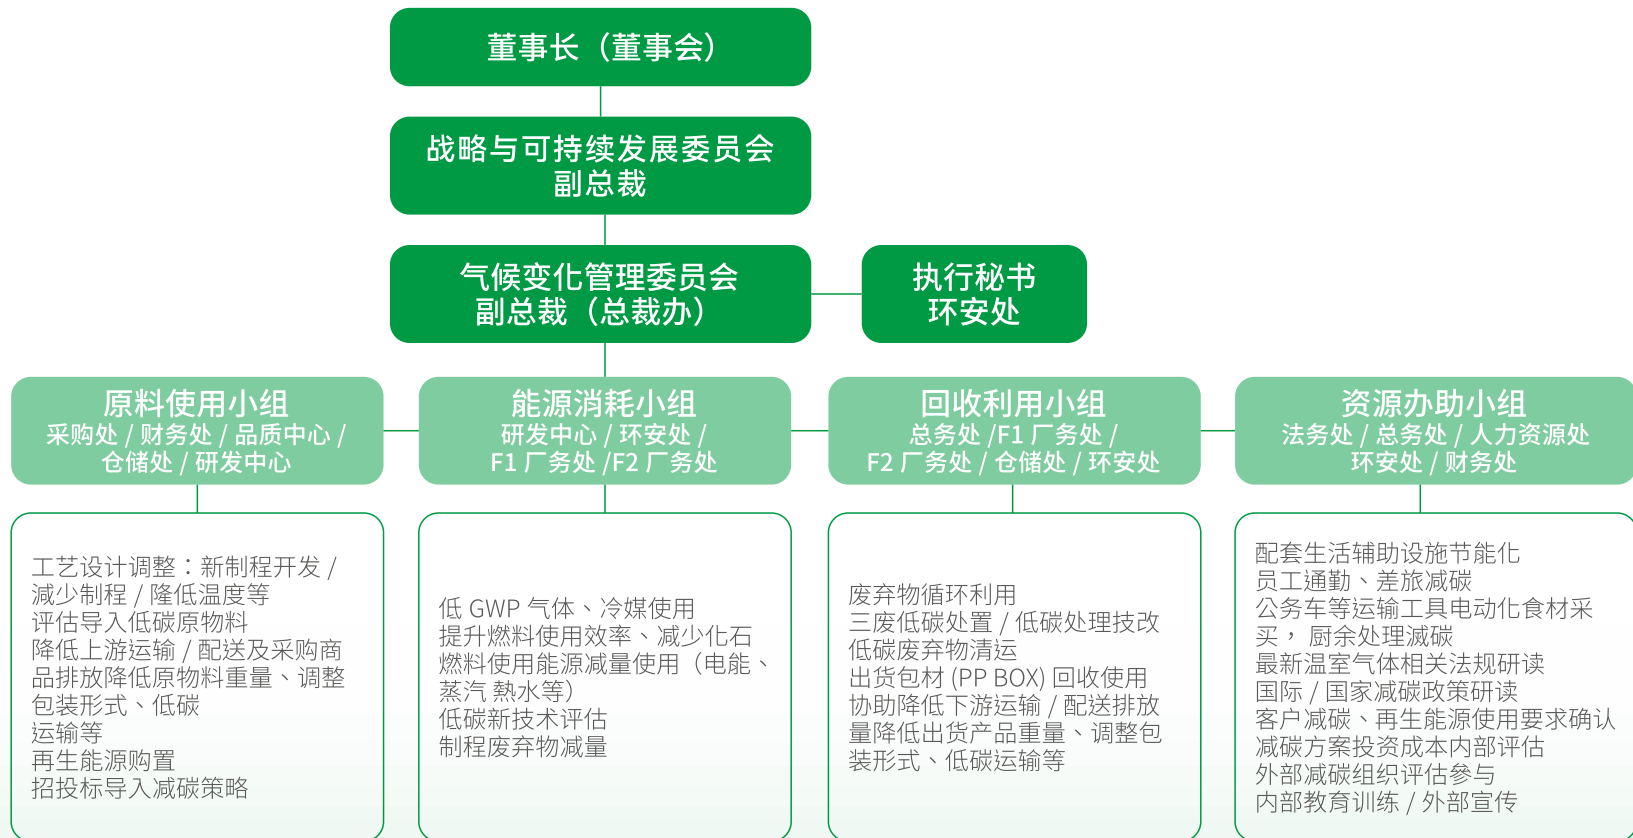 董事长（董事会）
战略与可持续发展委员会
副总裁
气候变化管理委员会
副总裁（总裁办）
执行秘书
环安处
原料使用小组
采购处 / 财务处 / 品质中心 /
仓储处 / 研发中心
能源消耗小组
研发中心 / 环安处 /
F1 厂务处 /F2 厂务处
回收利用小组
总务处 /F1 厂务处 /
F2 厂务处 / 仓储处 / 环安处
资源办助小组
法务处 / 总务处 / 人力资源处
环安处 / 财务处
工艺设计调整：新制程开发 /
减少制程 / 隆低温度等
评估导入低碳原物料
降低上游运输 / 配送及采购商
品排放降低原物料重量、调整
包装形式、低碳
运输等
再生能源购置
招投标导入减碳策略
低 GWP 气体、冷媒使用
提升燃料使用效率、减少化石
燃料使用能源减量使用（电能、
蒸汽 熱水等）
低碳新技术评估
制程废弃物减量
废弃物循环利用
三废低碳处置 / 低碳处理技改
低碳废弃物清运
出货包材 (PP BOX) 回收使用
协助降低下游运输 / 配送排放
量降低出货产品重量、调整包
装形式、低碳运输等
配套生活辅助设施节能化
员工通勤、差旅减碳
公务车等运输工具电动化食材采
买， 厨余处理滅碳
最新温室气体相关法规研读
国际 / 国家减碳政策研读
客户减碳、再生能源使用要求确认
减碳方案投资成本内部评估
外部减碳组织评估參与
内部教育训练 / 外部宣传